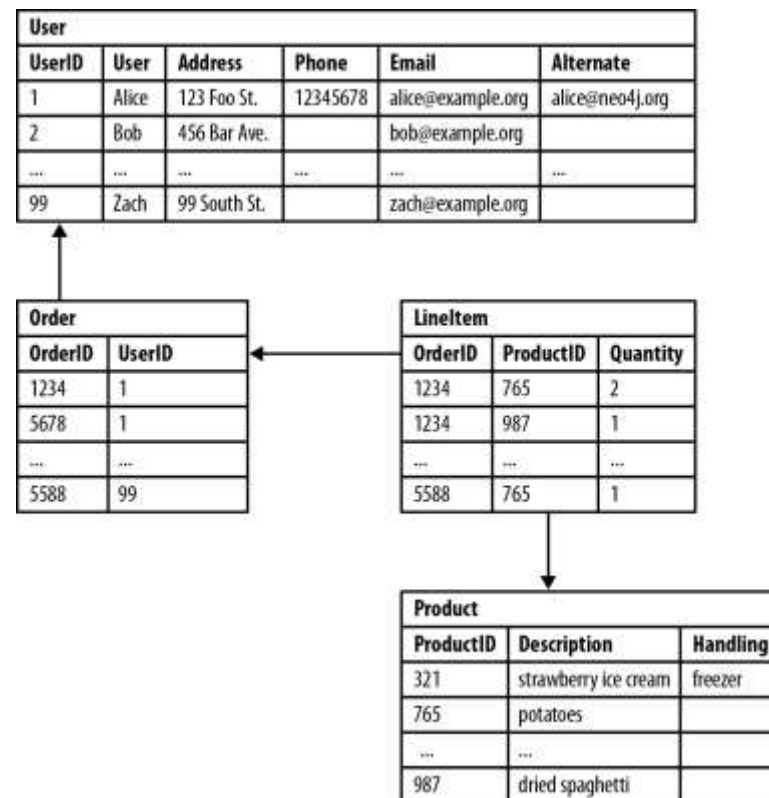 User
UserID User Address Phone Email Alternate
1 Alice 123 Foo St. 12345678 alice@example.org alice@neo4j.org
2 Bob 456 Bar Ave. bob@example.org
... ... ... ... ... ...
99 Zach 99 South St. zach@example.org
Order
OrderID UserID
1234 1
5678 1
... ...
5588 99
LineItem
OrderID ProductID Quantity
1234 765 2
1234 987 1
... ... ...
5588 765 1
Product
ProductID Description Handling
321 strawberry ice cream freezer
765 potatoes
... ...
987 dried spaghetti